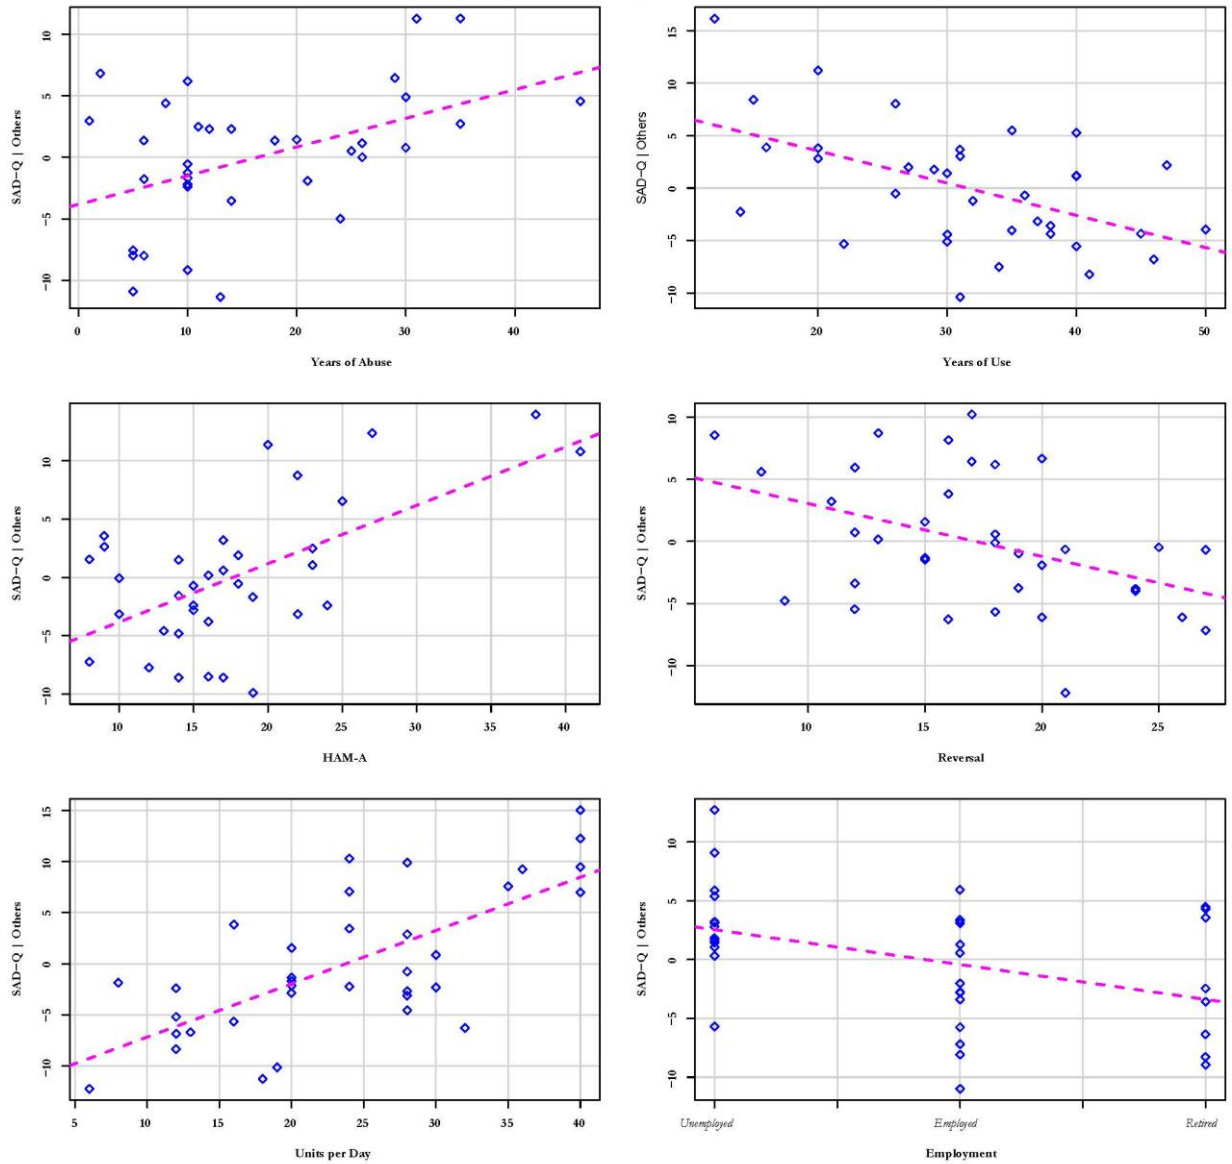 10
5
0
−5
−10
SAD−Q | Others
0 10 20 30 40
Years of Abuse
15
10
5
0
−5
−10
SAD−Q | Others
20 30 40 50
Years of Use
10
5
0
−5
−10
SAD−Q | Others
10 15 20 25 30 35 40
HAM-A
10
5
0
−5
−10
SAD−Q | Others
10 15 20 25
Reversal
15
10
5
0
−5
−10
SAD−Q | Others
5 10 15 20 25 30 35 40
Units per Day
10
5
0
−5
−10
SAD−Q | Others
Unemployed Employed Retired
Employment